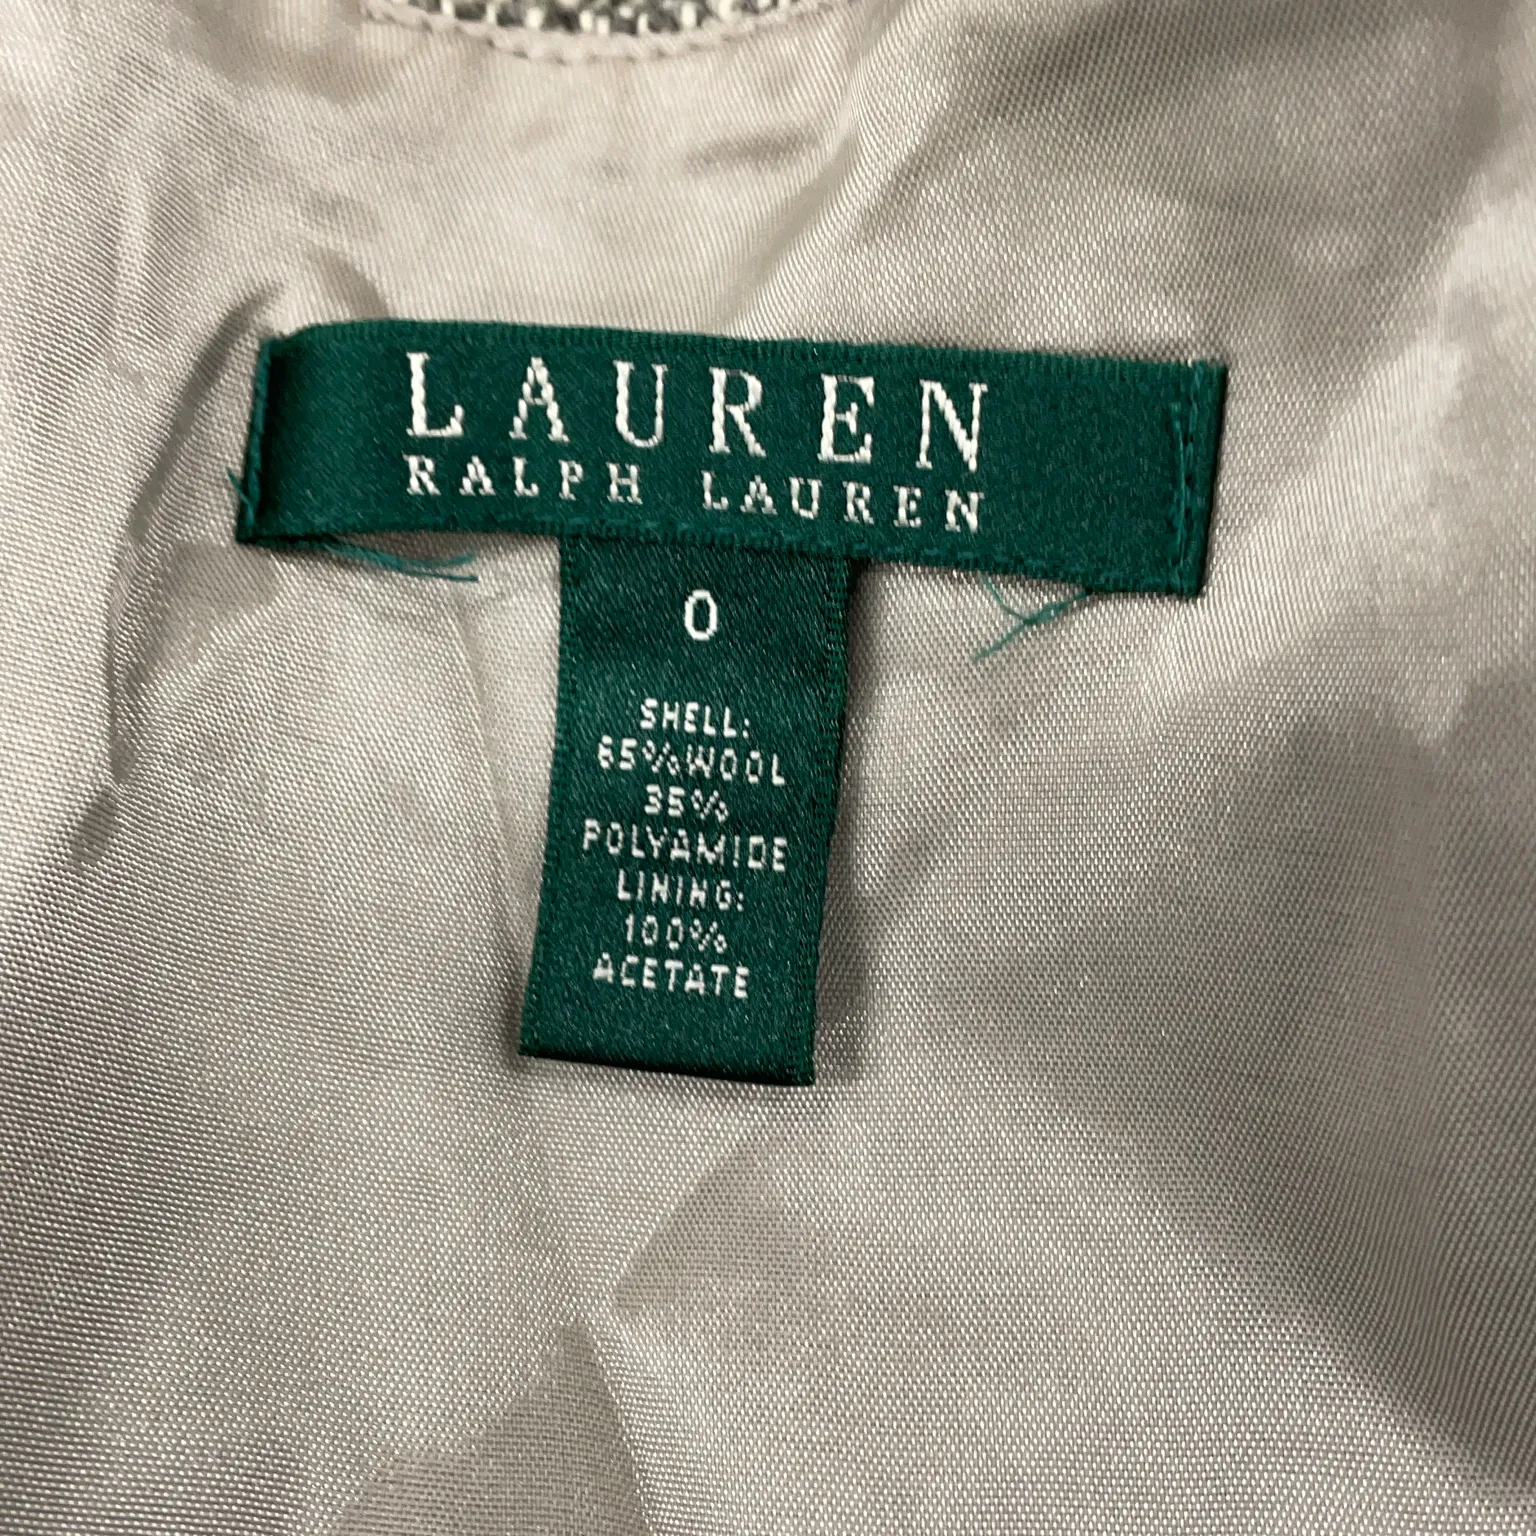 LAUREN
RALPH LAUREN
0
SHELL:
65%WOOL
35%
POLYAMIDE
LINING:
100%
ACETATE